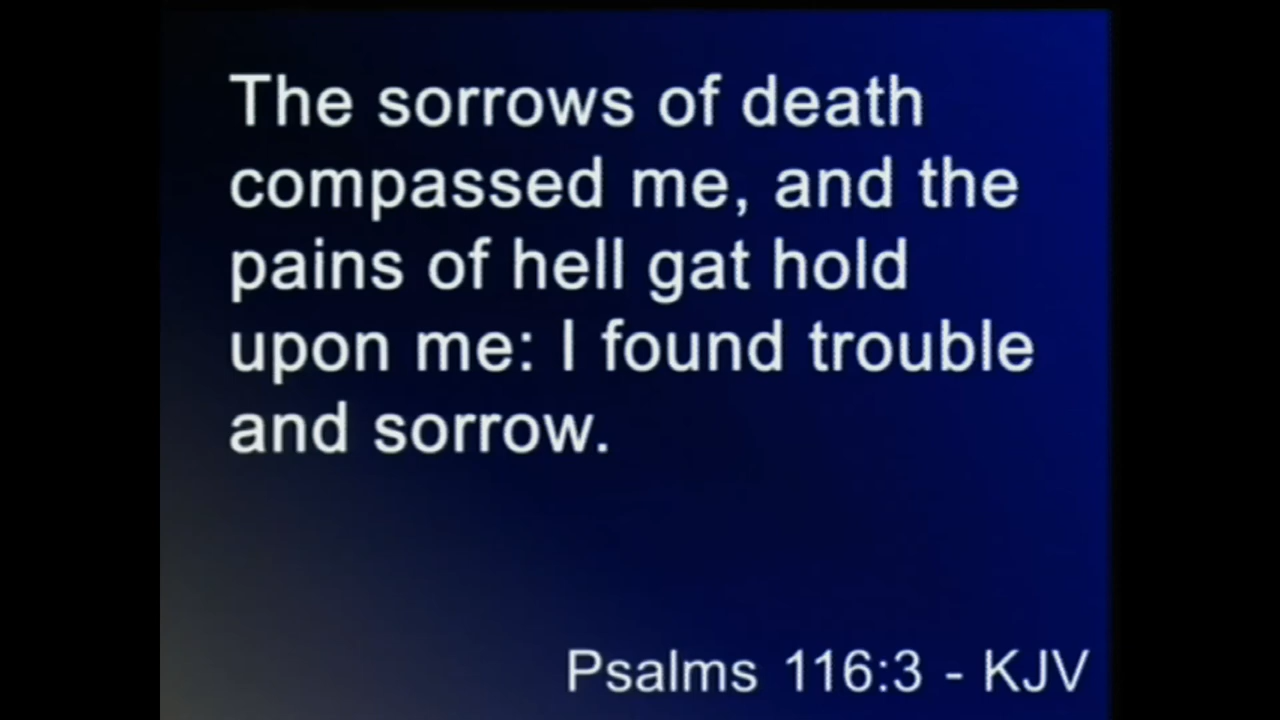 The sorrows of death
compassed me, and the
pains of hell gat hold
upon me: I found trouble
and sorrow.
Psalms 116:3 - KJV